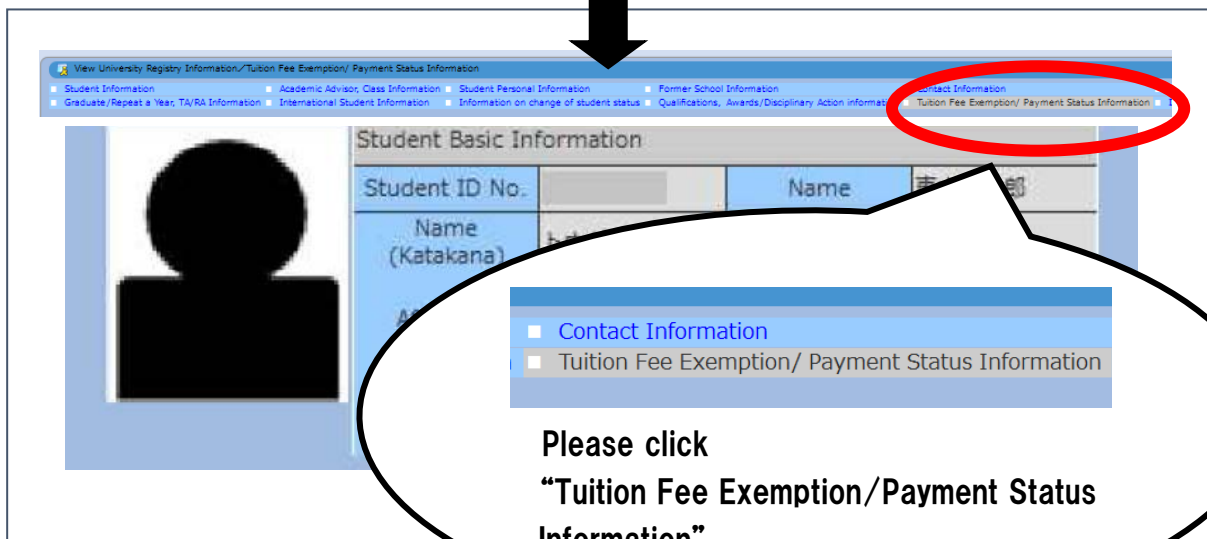 View University Registry Information／Tuition Fee Exemption/ Payment Status Information
Student Information Academic Advisor, Class Information Student Personal Information Former School Information Contact Information
Graduate/Repeat a Year, TA/RA Information International Student Information Information on change of student status Qualifications, Awards/Disciplinary Action information Tuition Fee Exemption/ Payment Status Information
Student Basic Information
Student ID No. Name
Name
(Katakana)
Contact Information
Tuition Fee Exemption/ Payment Status Information
Please click
“Tuition Fee Exemption/Payment Status
Information”